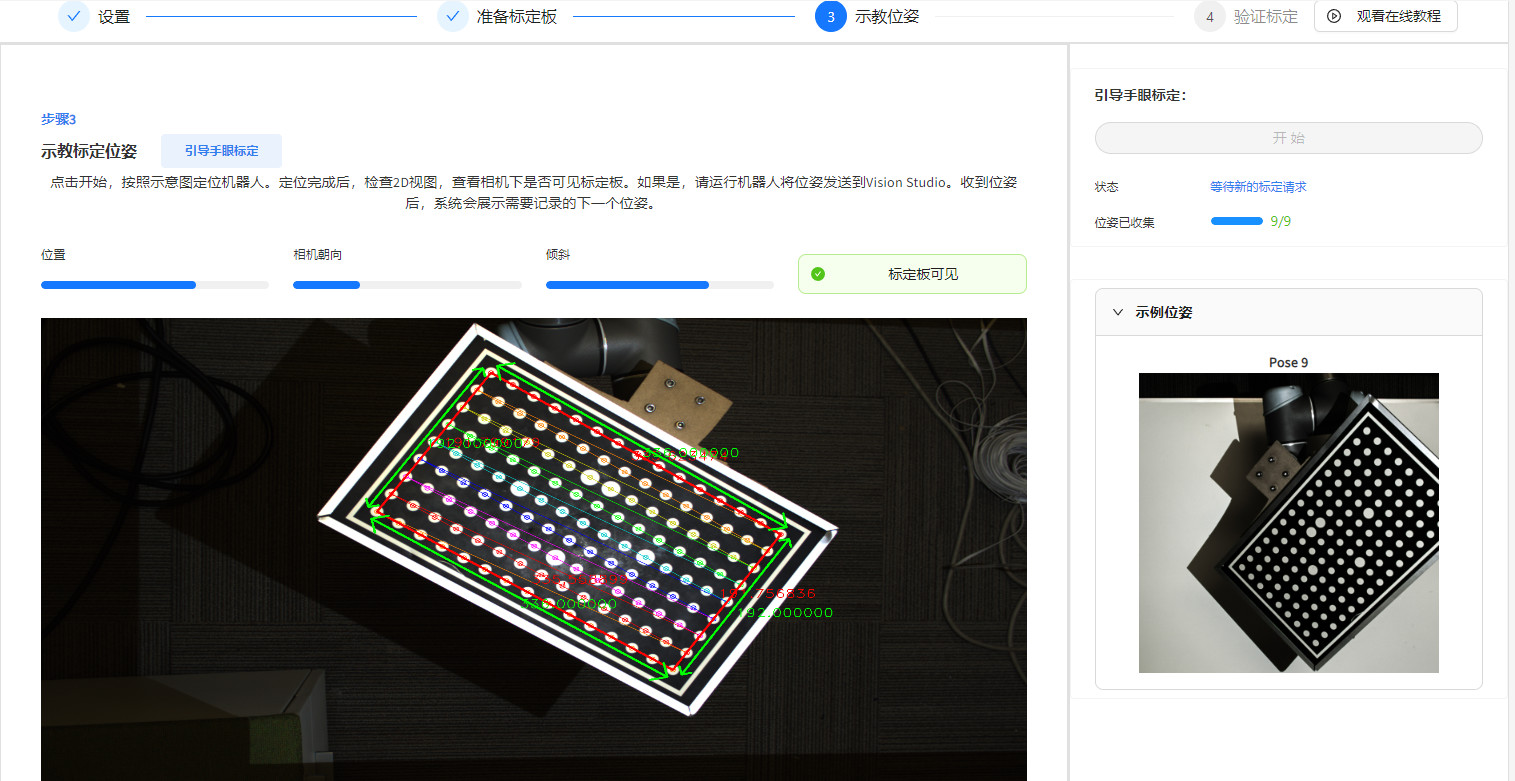 设置
准备标定板
3 示教位姿
4 验证标定
观看在线教程
步骤3
示教标定位姿
引导手眼标定
点击开始，按照示意图定位机器人。定位完成后，检查2D视图，查看相机下是否可见标定板。如果是，请运行机器人将位姿发送到Vision Studio。收到位姿
后，系统会展示需要记录的下一个位姿。
位置
相机朝向
倾斜
标定板可见
192.000000
336.000000
336.000000
192.000000
引导手眼标定：
开 始
状态
等待新的标定请求
位姿已收集
9/9
示例位姿
Pose 9